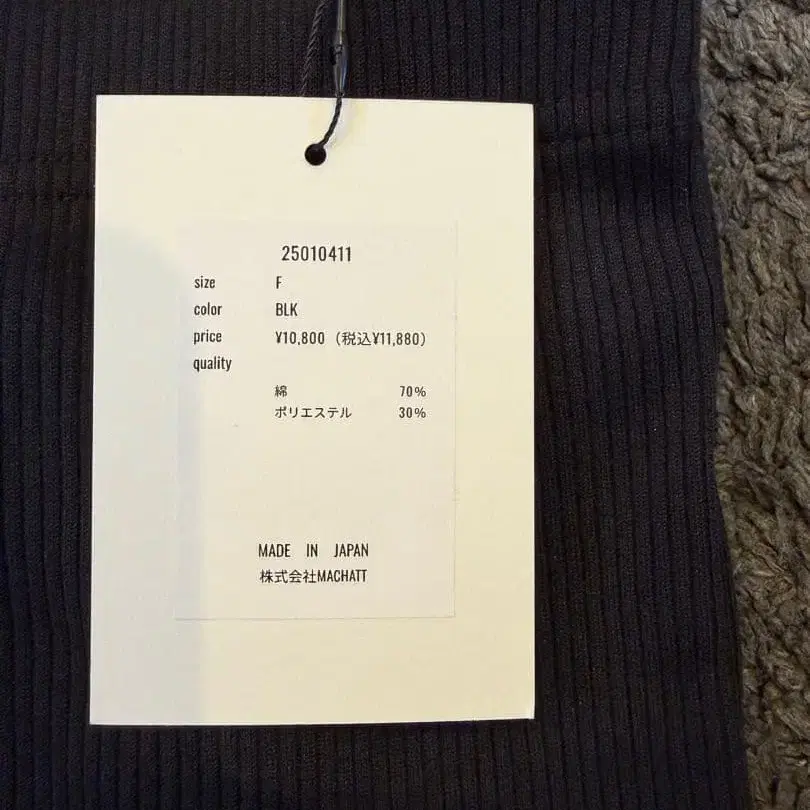 25010411
size F
color BLK
price ¥10,800（税込¥11,880）
quality
綿 70%
ポリエステル 30%
MADE IN JAPAN
株式会社MACHATT